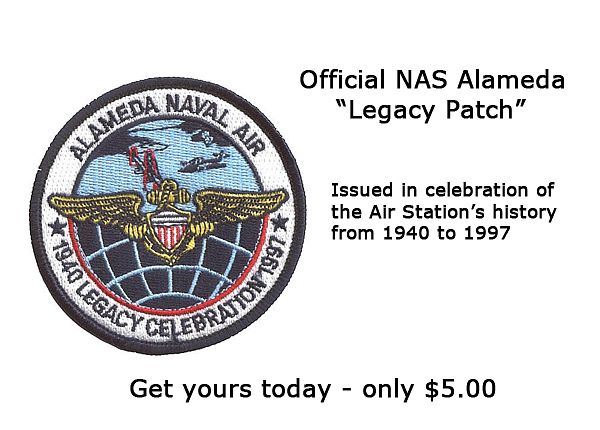 Official NAS Alameda
“Legacy Patch”
ALAMEDA NAVAL AIR
Issued in celebration of
the Air Station’s history
from 1940 to 1997
1940 LEGACY CELEBRATION 1997
Get yours today - only $5.00